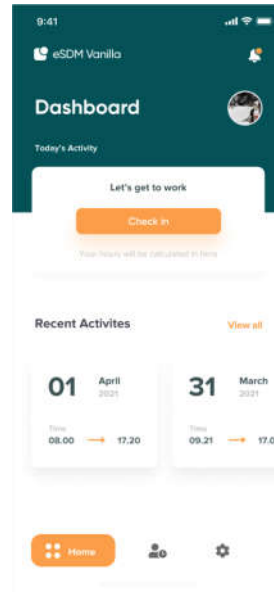 9:41
eSDM Vanilla
Dashboard
Today's Activity
Let's get to work
Check in
Your hours will be calculated in here
Recent Activites
View all
01 April
2021
Time
08.00 → 17.20
31 March
2021
Time
09.21 → 17.0
Home